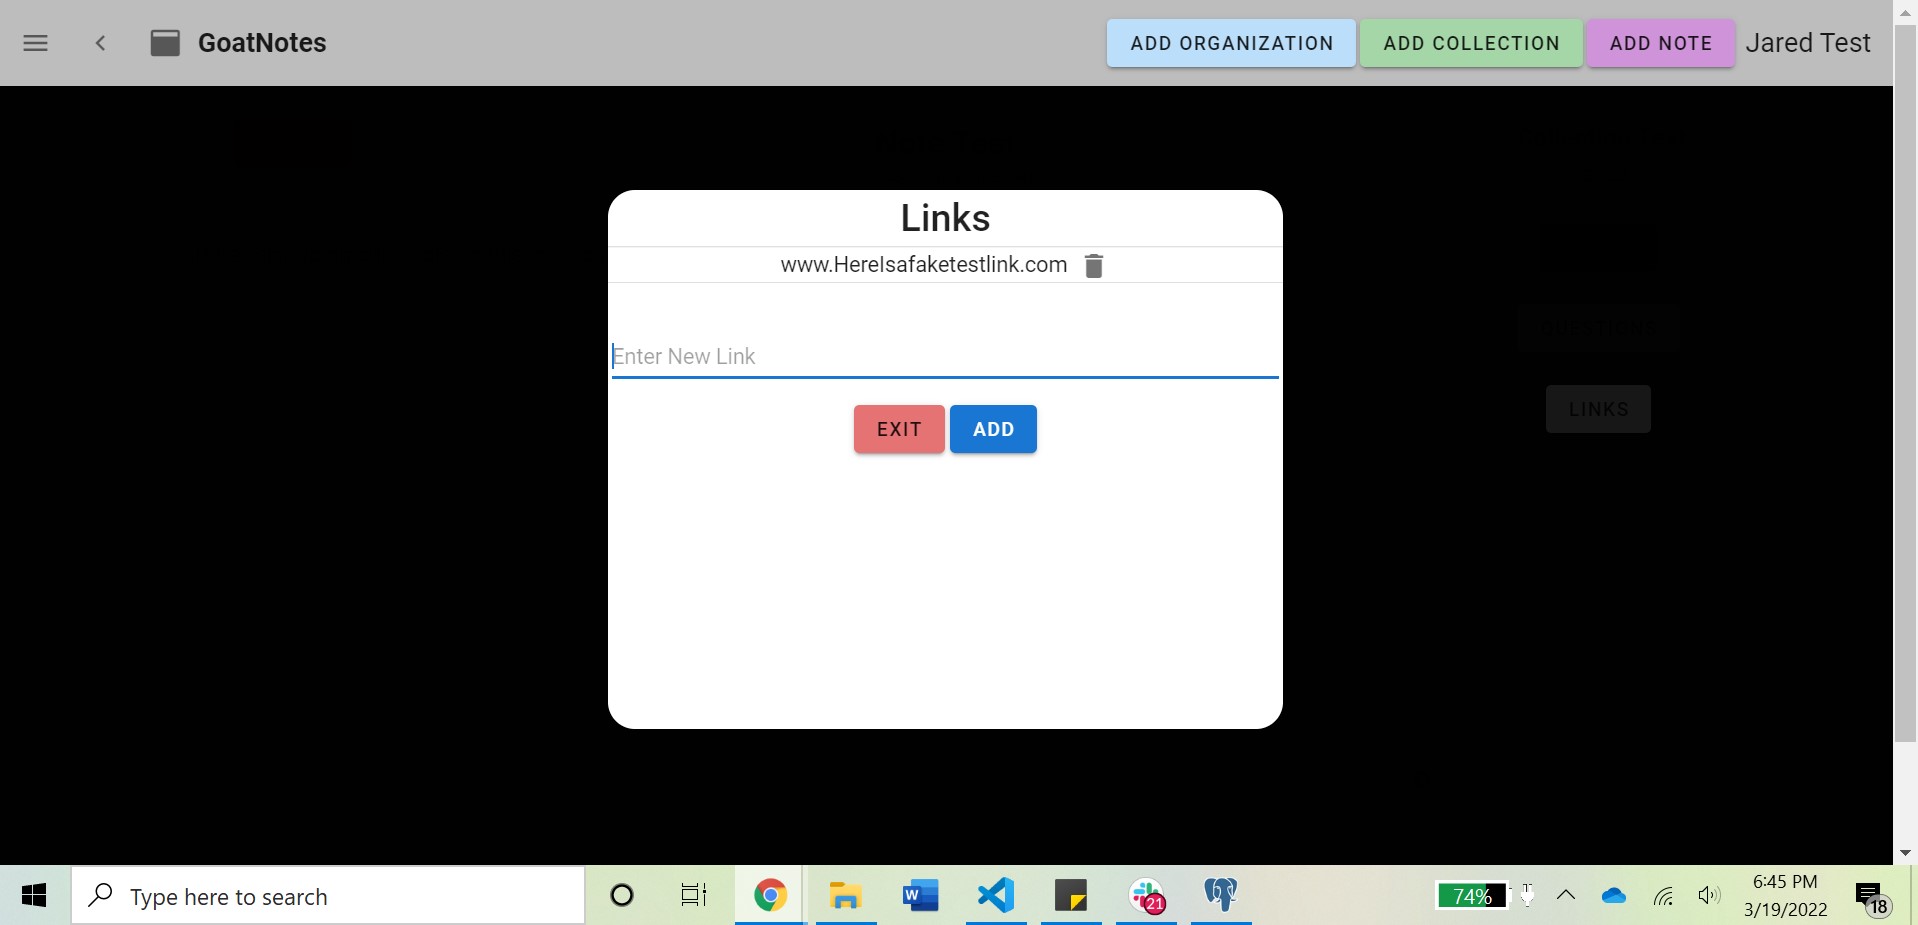 GoatNotes
ADD ORGANIZATION
ADD COLLECTION
ADD NOTE
Jared Test
Links
www.HereIsafaketestlink.com
Enter New Link
EXIT
ADD
QUESTIONS
LINKS
Type here to search
W
21
74%
6:45 PM
3/19/2022
18